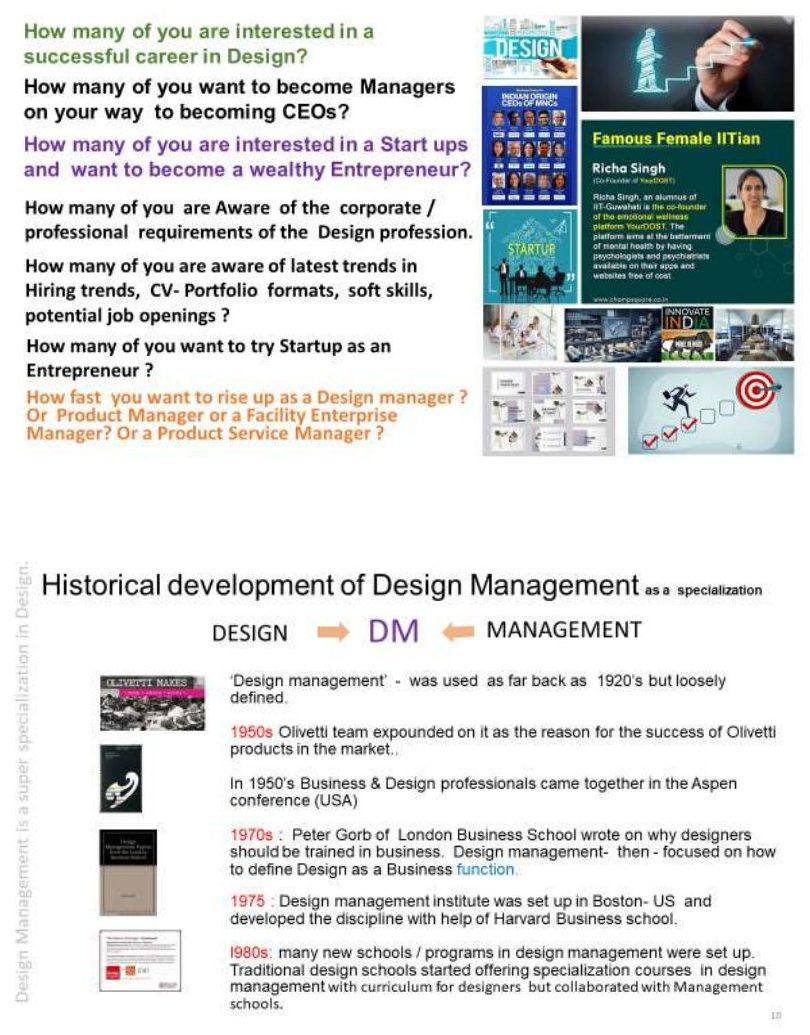 How many of you are interested in a
successful career in Design?
How many of you want to become Managers
on your way to becoming CEOs?
How many of you are interested in a Start ups
and want to become a wealthy Entrepreneur?
How many of you are Aware of the corporate /
professional requirements of the Design profession.
How many of you are aware of latest trends in
Hiring trends, CV- Portfolio formats, soft skills,
potential job openings ?
How many of you want to try Startup as an
Entrepreneur ?
How fast you want to rise up as a Design manager ?
Or Product Manager or a Facility Enterprise
Manager? Or a Product Service Manager ?
DESIGN
INDIAN ORIGIN
CEOs OF MNCs
Famous Female IITian
Richa Singh
(Co-Founder of YourDOST)
Richa Singh, an alumnus of
IIT-Guwahati is the co-founder
of the emotional wellness
platform YourDOST. The
platform aims at the betterment
of mental health by having
psychologists and psychiatrists
available on their apps and
websites free of cost.
www.champsquare.co.in
STARTUP
INNOVATE
INDIA
Design Management is a super specialization in Design.
Historical development of Design Management as a specialization
DESIGN DM MANAGEMENT
OLIVETTI MAKES
'Design management' - was used as far back as 1920's but loosely
defined.
1950s Olivetti team expounded on it as the reason for the success of Olivetti
products in the market..
In 1950's Business & Design professionals came together in the Aspen
conference (USA)
1970s : Peter Gorb of London Business School wrote on why designers
should be trained in business. Design management- then - focused on how
to define Design as a Business function.
1975 : Design management institute was set up in Boston- US and
developed the discipline with help of Harvard Business school.
I980s: many new schools / programs in design management were set up.
Traditional design schools started offering specialization courses in design
management with curriculum for designers but collaborated with Management
schools.
10